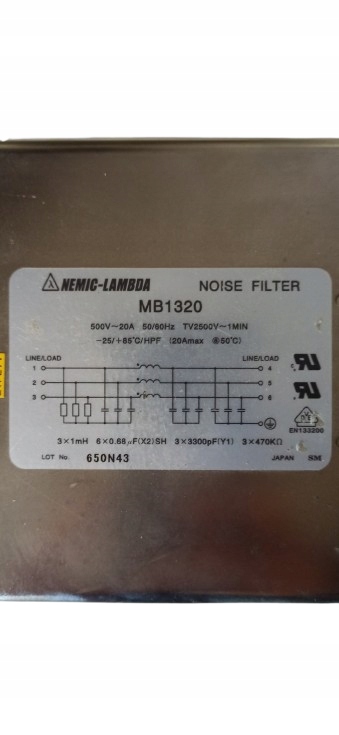 NEMIC-LAMBDA NOISE FILTER
MB1320
500V~20A 50/60Hz TV2500V~1MIN
-25/+85°C/HPF (20Amax @50°C)
LINE/LOAD LINE/LOAD
1 4
2 5
3 6
EN133200
3×1mH 6×0.68μF(X2)SH 3×3300pF(Y1) 3×470KΩ
LOT No. 650N43 JAPAN SM